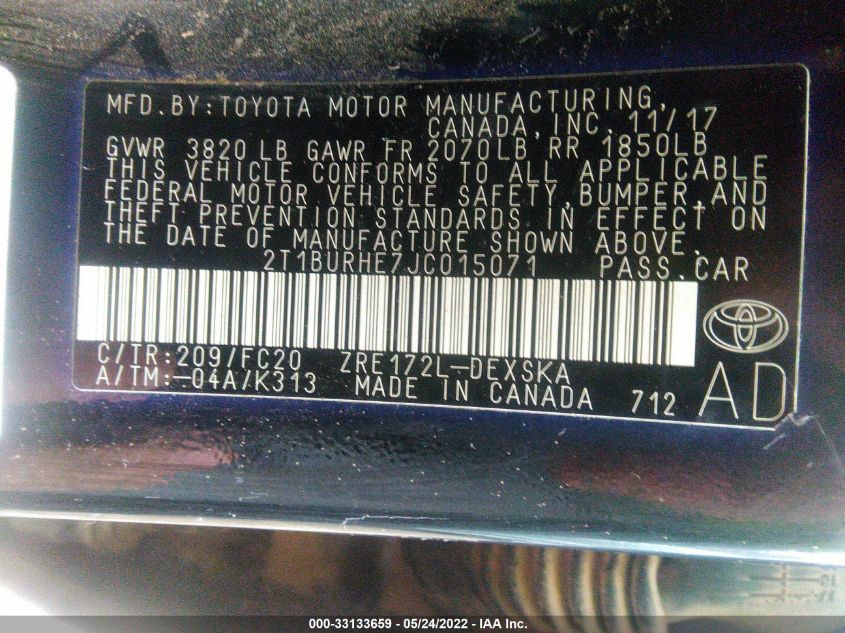 MFD.BY:TOYOTA MOTOR MANUFACTURING,
CANADA,INC. 11/17
GVWR 3820 LB GAWR FR 2070LB RR 1850LB
THIS VEHICLE CONFORMS TO ALL APPLICABLE
FEDERAL MOTOR VEHICLE SAFETY,BUMPER,AND
THEFT PREVENTION STANDARDS IN EFFECT ON
THE DATE OF MANUFACTURE SHOWN ABOVE.
2T1BURHE7JC015071 PASS.CAR
C/TR:209/FC20 ZRE172L-DEXSKA
A/TM:-04A/K313 MADE IN CANADA 712 AD
000-33133659 - 05/24/2022 - IAA Inc.